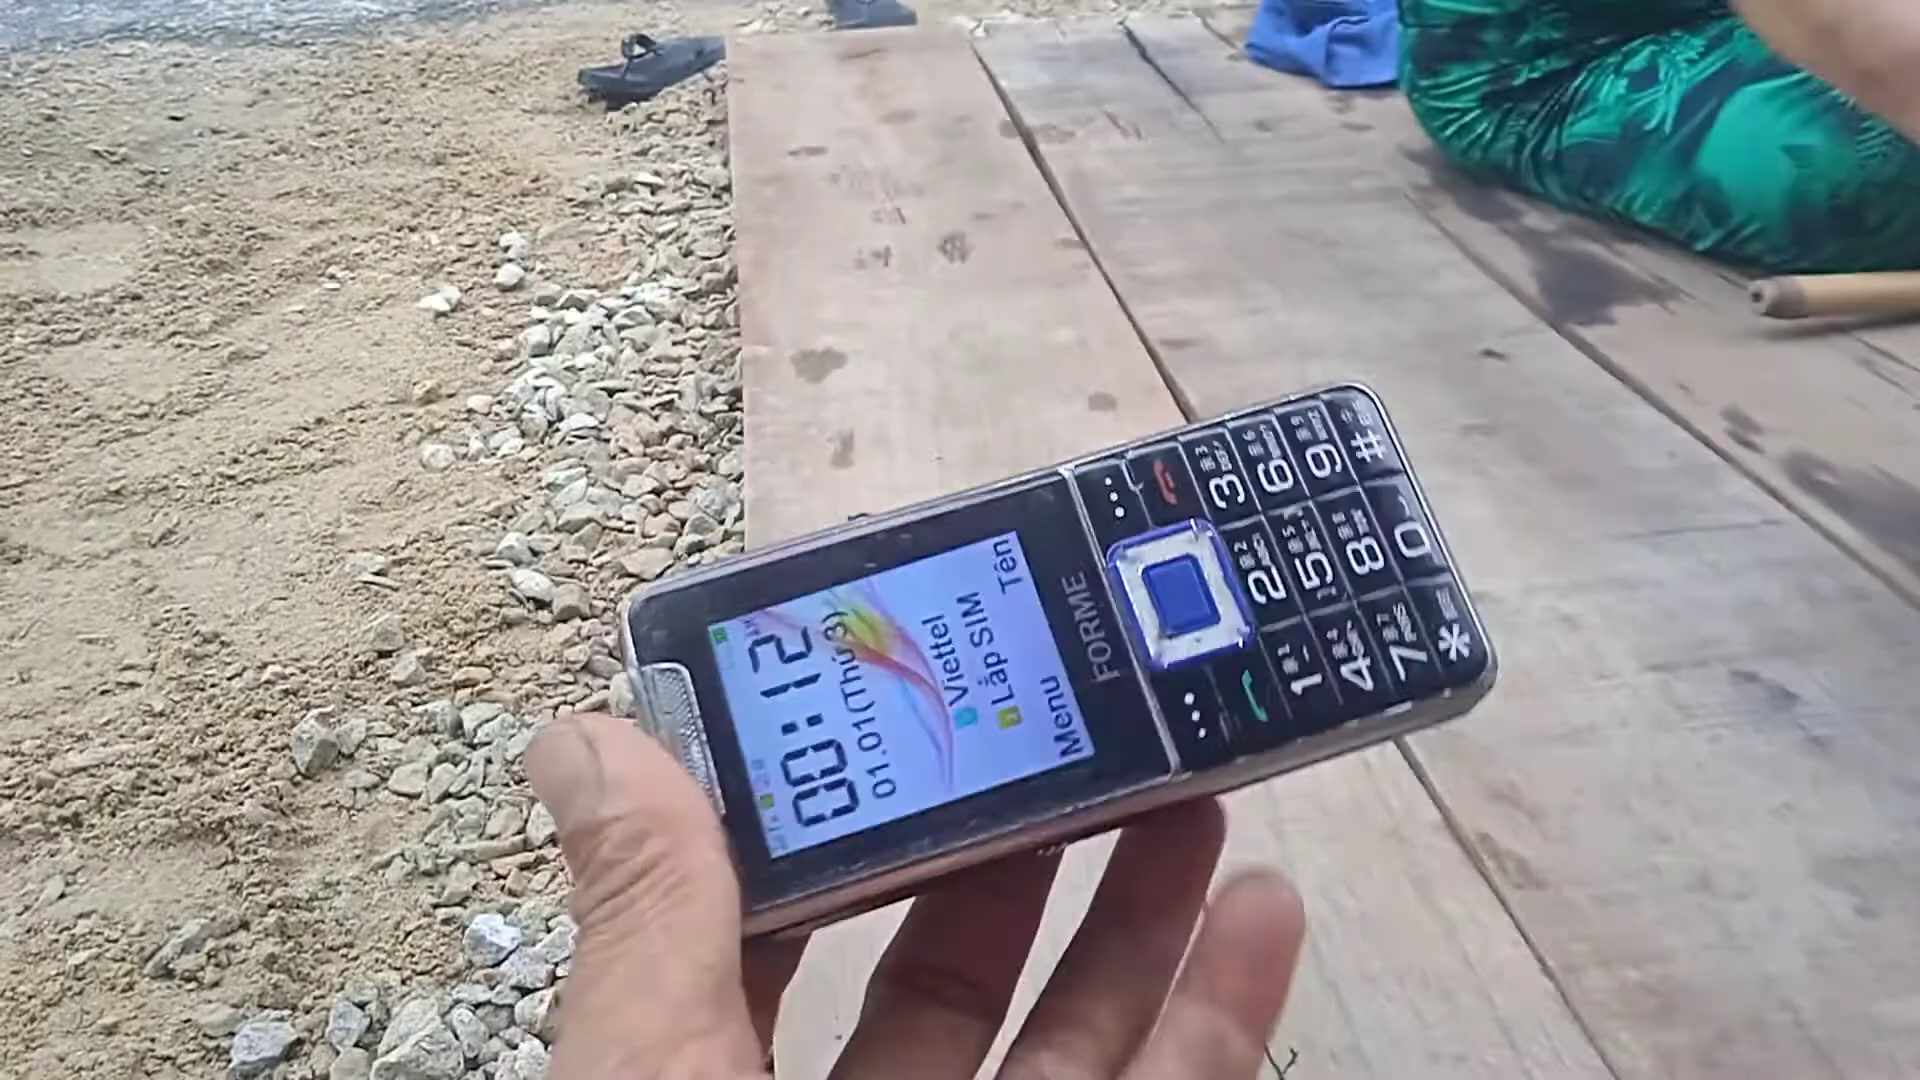 00:12
01.01(Thứ 3)
Viettel
2 Lắp SIM
Menu Tên
FORME
1 2 3
4 5 6
7 8 9
* 0 #